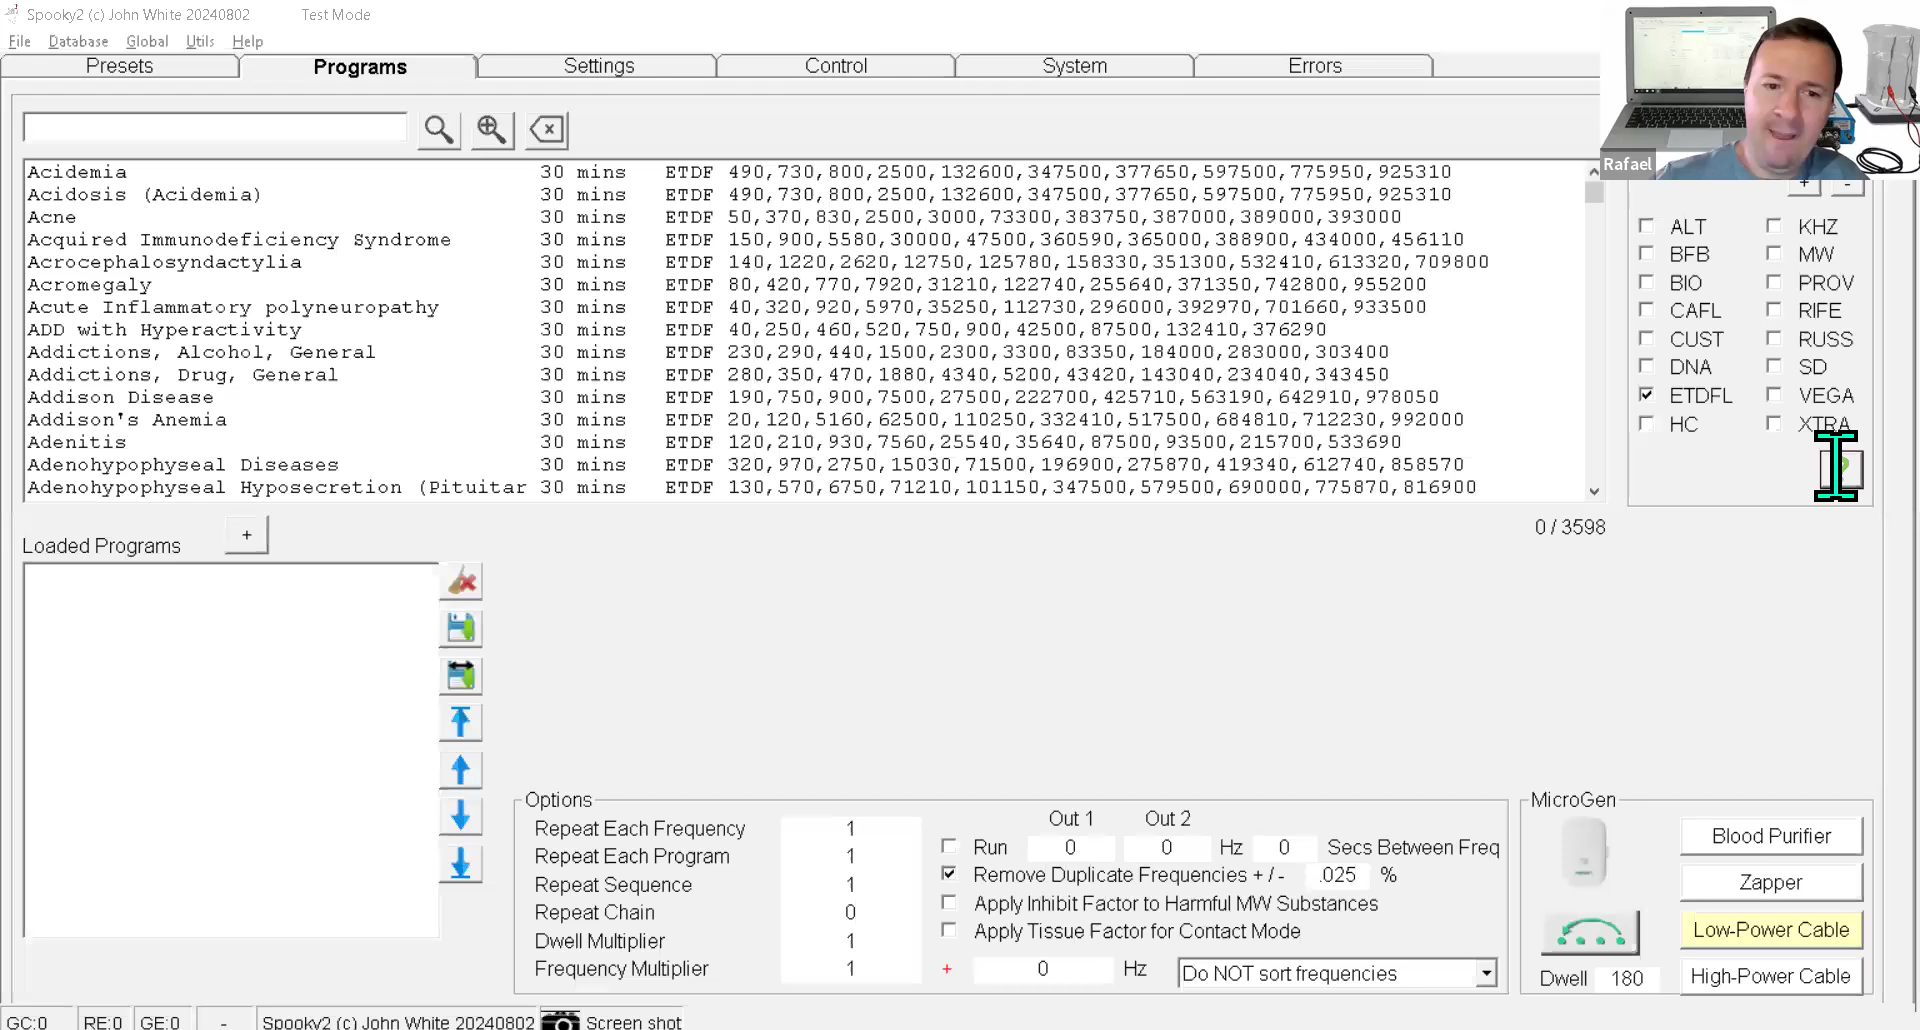 Spooky2 (c) John White 20240802 Test Mode
File Database Global Utils Help
Presets Programs Settings Control System Errors
Rafael
Acidemia 30 mins ETDF 490,730,800,2500,132600,347500,377650,597500,775950,925310
Acidosis (Acidemia) 30 mins ETDF 490,730,800,2500,132600,347500,377650,597500,775950,925310
Acne 30 mins ETDF 50,370,830,2500,3000,73300,383750,387000,389000,393000
Acquired Immunodeficiency Syndrome 30 mins ETDF 150,900,5580,30000,47500,360590,365000,388900,434000,456110
Acrocephalosyndactylia 30 mins ETDF 140,1220,2620,12750,125780,158330,351300,532410,613320,709800
Acromegaly 30 mins ETDF 80,420,770,7920,31210,122740,255640,371350,742800,955200
Acute Inflammatory polyneuropathy 30 mins ETDF 40,320,920,5970,35250,112730,296000,392970,701660,933500
ADD with Hyperactivity 30 mins ETDF 40,250,460,520,750,900,42500,87500,132410,376290
Addictions, Alcohol, General 30 mins ETDF 230,290,440,1500,2300,3300,83350,184000,283000,303400
Addictions, Drug, General 30 mins ETDF 280,350,470,1880,4340,5200,43420,143040,234040,343450
Addison Disease 30 mins ETDF 190,750,900,7500,27500,222700,425710,563190,642910,978050
Addison's Anemia 30 mins ETDF 20,120,5160,62500,110250,332410,517500,684810,712230,992000
Adenitis 30 mins ETDF 120,210,930,7560,25540,35640,87500,93500,215700,533690
Adenohypophyseal Diseases 30 mins ETDF 320,970,2750,15030,71500,196900,275870,419340,612740,858570
Adenohypophyseal Hyposecretion (Pituitar 30 mins ETDF 130,570,6750,71210,101150,347500,579500,690000,775870,816900
+ -
ALT KHZ
BFB MW
BIO PROV
CAFL RIFE
CUST RUSS
DNA SD
ETDFL VEGA
HC XTRA
0 / 3598
Loaded Programs +
Options
Out 1 Out 2
Repeat Each Frequency 1
Repeat Each Program 1
Repeat Sequence 1
Repeat Chain 0
Dwell Multiplier 1
Frequency Multiplier 1
Run 0 0 Hz 0 Secs Between Freq
Remove Duplicate Frequencies + / - .025 %
Apply Inhibit Factor to Harmful MW Substances
Apply Tissue Factor for Contact Mode
+ 0 Hz Do NOT sort frequencies
MicroGen
Blood Purifier
Zapper
Low-Power Cable
High-Power Cable
Dwell 180
GC:0 RE:0 GE:0 - Spooky2 (c) John White 20240802 Screen shot